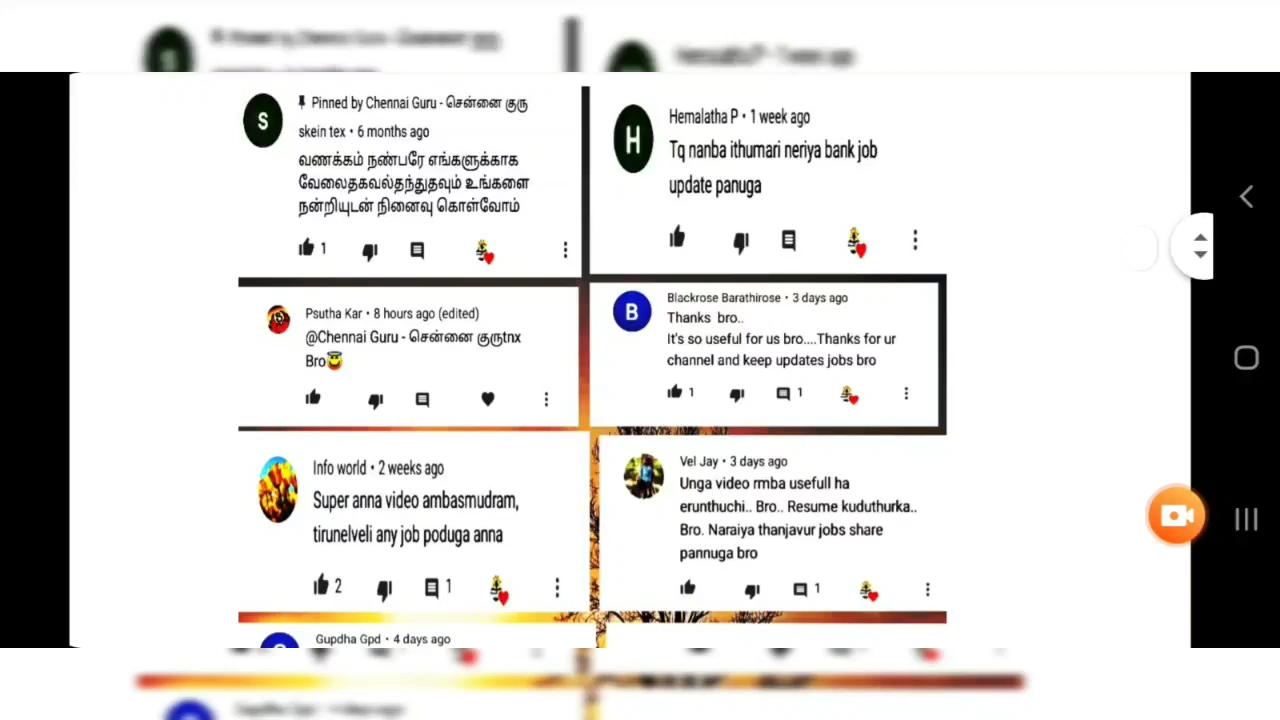 Pinned by Chennai Guru - சென்னை குரு
skein tex • 6 months ago
வணக்கம் நண்பரே எங்களுக்காக
வேலைதகவல்தந்துதவும் உங்களை
நன்றியுடன் நினைவு கொள்வோம்
1
Hemalatha P • 1 week ago
Tq nanba ithumari neriya bank job
update panuga
Psutha Kar • 8 hours ago (edited)
@Chennai Guru - சென்னை குருtnx
Bro
Blackrose Barathirose • 3 days ago
Thanks bro..
It's so useful for us bro....Thanks for ur
channel and keep updates jobs bro
1 1
Info world • 2 weeks ago
Super anna video ambasmudram,
tirunelveli any job poduga anna
2 1
Vel Jay • 3 days ago
Unga video rmba usefull ha
erunthuchi.. Bro.. Resume kuduthurka..
Bro. Naraiya thanjavur jobs share
pannuga bro
1
Gupdha Gpd • 4 days ago